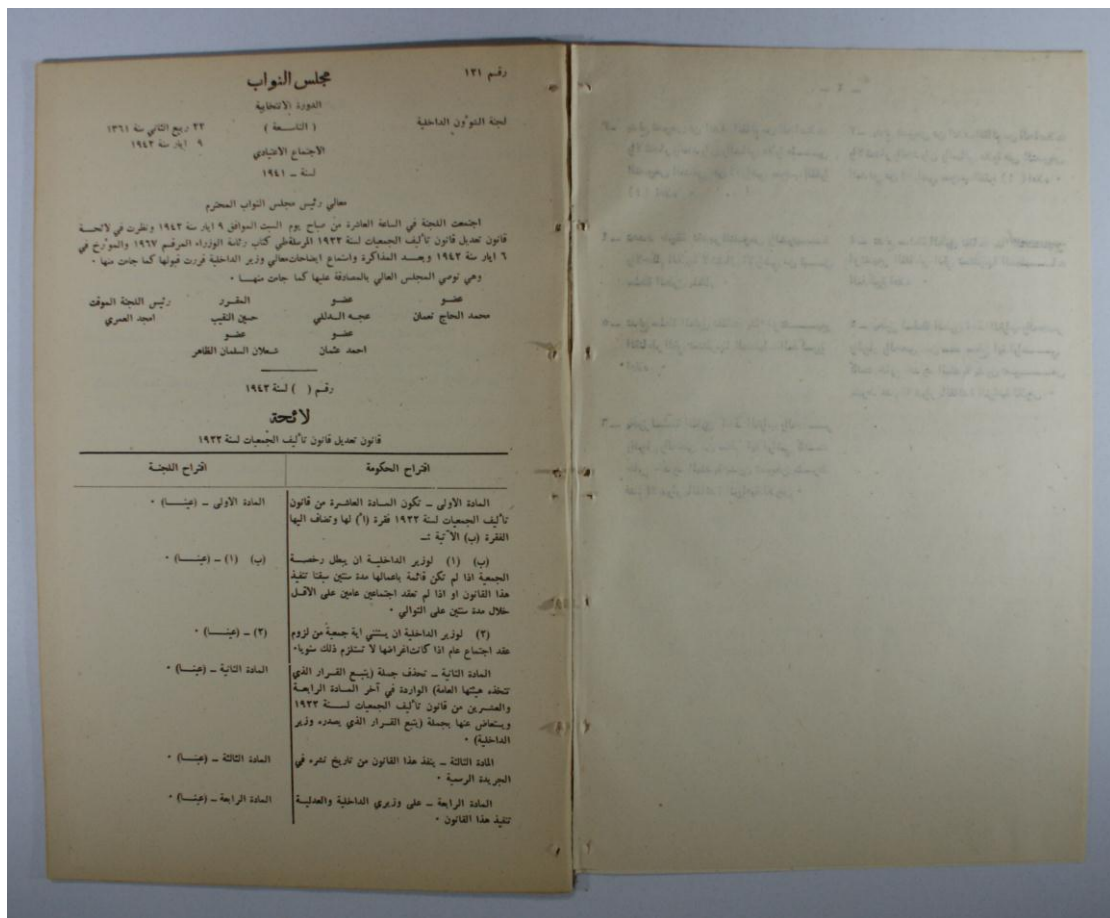 رقم ١٣١
مجلس النواب
الدورة الانتخابية
لجنة الشؤون الداخلية
( التاسعة )
٢٢ ربيع الثاني سنة ١٣٦١
٩ ايار سنة ١٩٤٢
الاجتماع الاعتيادي
لسنة - ١٩٤١
معالي رئيس مجلس النواب المحترم
اجتمعت اللجنة في الساعة العاشرة من صباح يوم السبت الموافق ٩ ايار سنة ١٩٤٢ ونظرت في لائحة
قانون تعديل قانون تأليف الجمعيات لسنة ١٩٢٢ المرسلة طي كتاب رئاسة الوزراء المرقم ١٩٦٧ والمؤرخ في
٦ ايار سنة ١٩٤٢ وبعد المذاكرة واستماع ايضاحات معالي وزير الداخلية قررت قبولها كما جاءت منها ٠
وهي توصي المجلس العالي بالمصادقة عليها كما جاءت منها ٠
عضو عضو المقرر رئيس اللجنة الموقت
محمد الحاج نعمان عجه الدللي حسين النقيب امجد العمري
عضو عضو
احمد عثمان شعلان السلمان الظاهر
رقم ( ) لسنة ١٩٤٢
لائحة
قانون تعديل قانون تأليف الجمعيات لسنة ١٩٢٢
اقتراح الحكومة
المادة الاولى - تكون المادة العاشرة من قانون
تأليف الجمعيات لسنة ١٩٢٢ فقرة (أ) لها وتضاف اليها
الفقرة (ب) الآتية :-
(ب) (١) لوزير الداخلية ان يبطل رخصة
الجمعية اذا لم تكن قائمة باعمالها مدة سنتين سبقتا تنفيذ
هذا القانون او اذا لم تعقد اجتماعين عامين على الاقل
خلال مدة سنتين على التوالي ٠
(٢) لوزير الداخلية ان يستثني اية جمعية من لزوم
عقد اجتماع عام اذا كانت اغراضها لا تستلزم ذلك سنويا٠
المادة الثانية - تحذف جملة (يتبع القرار الذي
تتخذه هيئتها العامة) الواردة في آخر المادة الرابعة
والعشرين من قانون تأليف الجمعيات لسنة ١٩٢٢
ويستعاض عنها بجملة (يتبع القرار الذي يصدره وزير
الداخلية) ٠
المادة الثالثة - ينفذ هذا القانون من تاريخ نشره في
الجريدة الرسمية ٠
المادة الرابعة - على وزيري الداخلية والعدلية
تنفيذ هذا القانون ٠
اقتراح اللجنة
المادة الاولى - (عينا) ٠
(ب) (١) - (عينا) ٠
(٢) - (عينا) ٠
المادة الثانية - (عينا) ٠
المادة الثالثة - (عينا) ٠
المادة الرابعة - (عينا) ٠